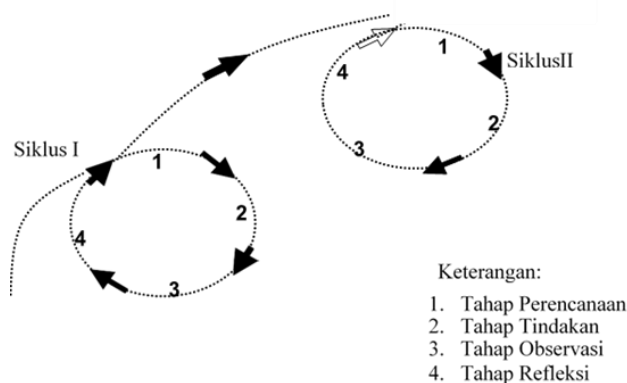 1
SiklusII
4
2
3
Siklus I
1
2
4
3
Keterangan:
1. Tahap Perencanaan
2. Tahap Tindakan
3. Tahap Observasi
4. Tahap Refleksi